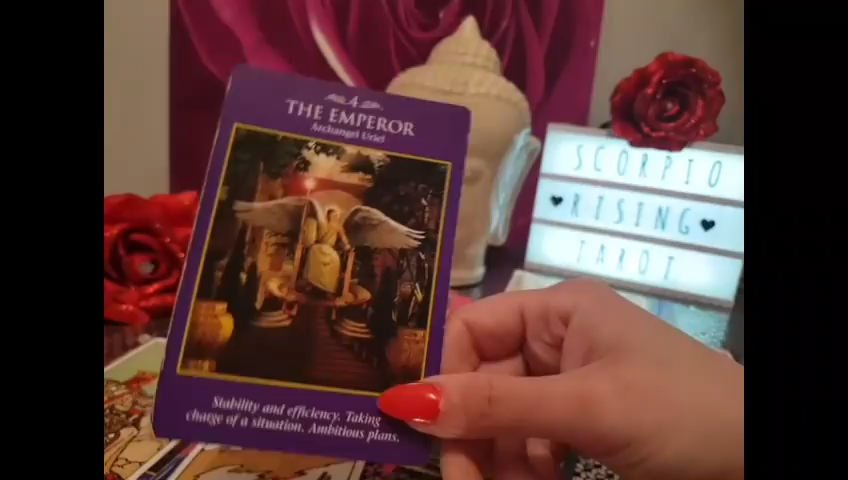 4
THE EMPEROR
Archangel Uriel
Stability and efficiency. Taking
charge of a situation. Ambitious plans.
SCORPIO
♥RISING♥
TAROT